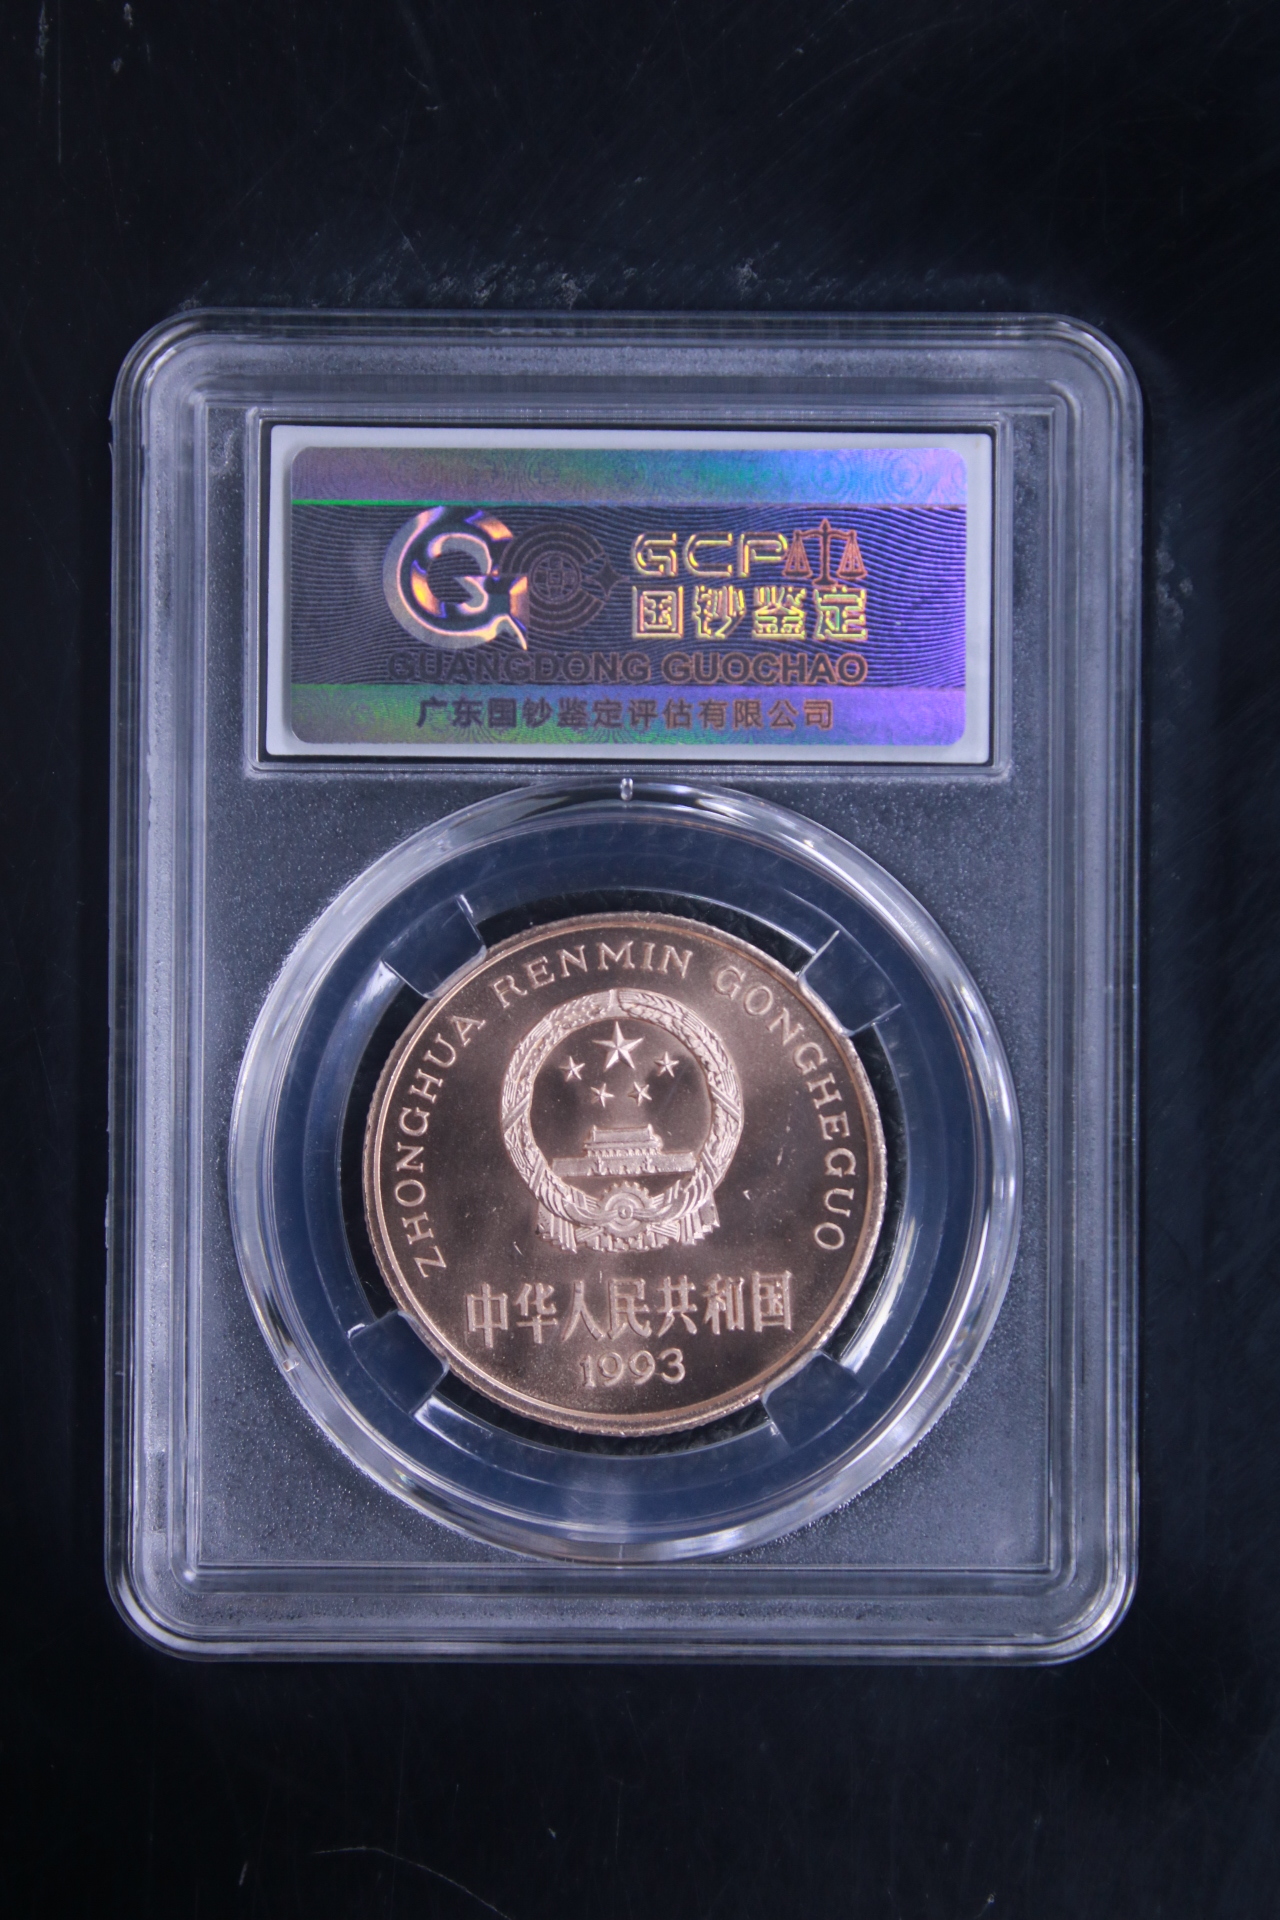 GCP
国钞鉴定
GUANGDONG GUOCHAO
广东国钞鉴定评估有限公司
ZHONGHUA RENMIN GONGHEGUO
中华人民共和国
1993